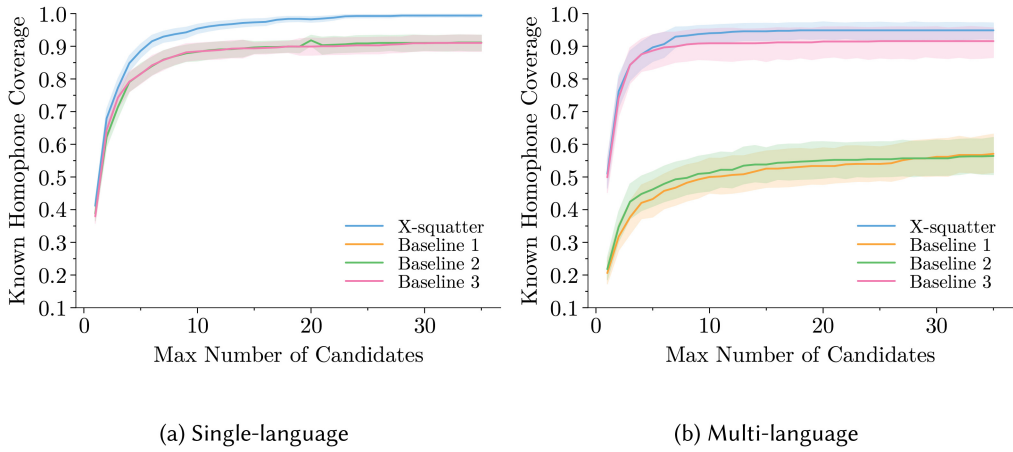 Known Homophone Coverage
1.0
0.9
0.8
0.7
0.6
0.5
0.4
0.3
0.2
0.1
X-squatter
Baseline 1
Baseline 2
Baseline 3
0 10 20 30
Max Number of Candidates
(a) Single-language
Known Homophone Coverage
1.0
0.9
0.8
0.7
0.6
0.5
0.4
0.3
0.2
0.1
X-squatter
Baseline 1
Baseline 2
Baseline 3
0 10 20 30
Max Number of Candidates
(b) Multi-language